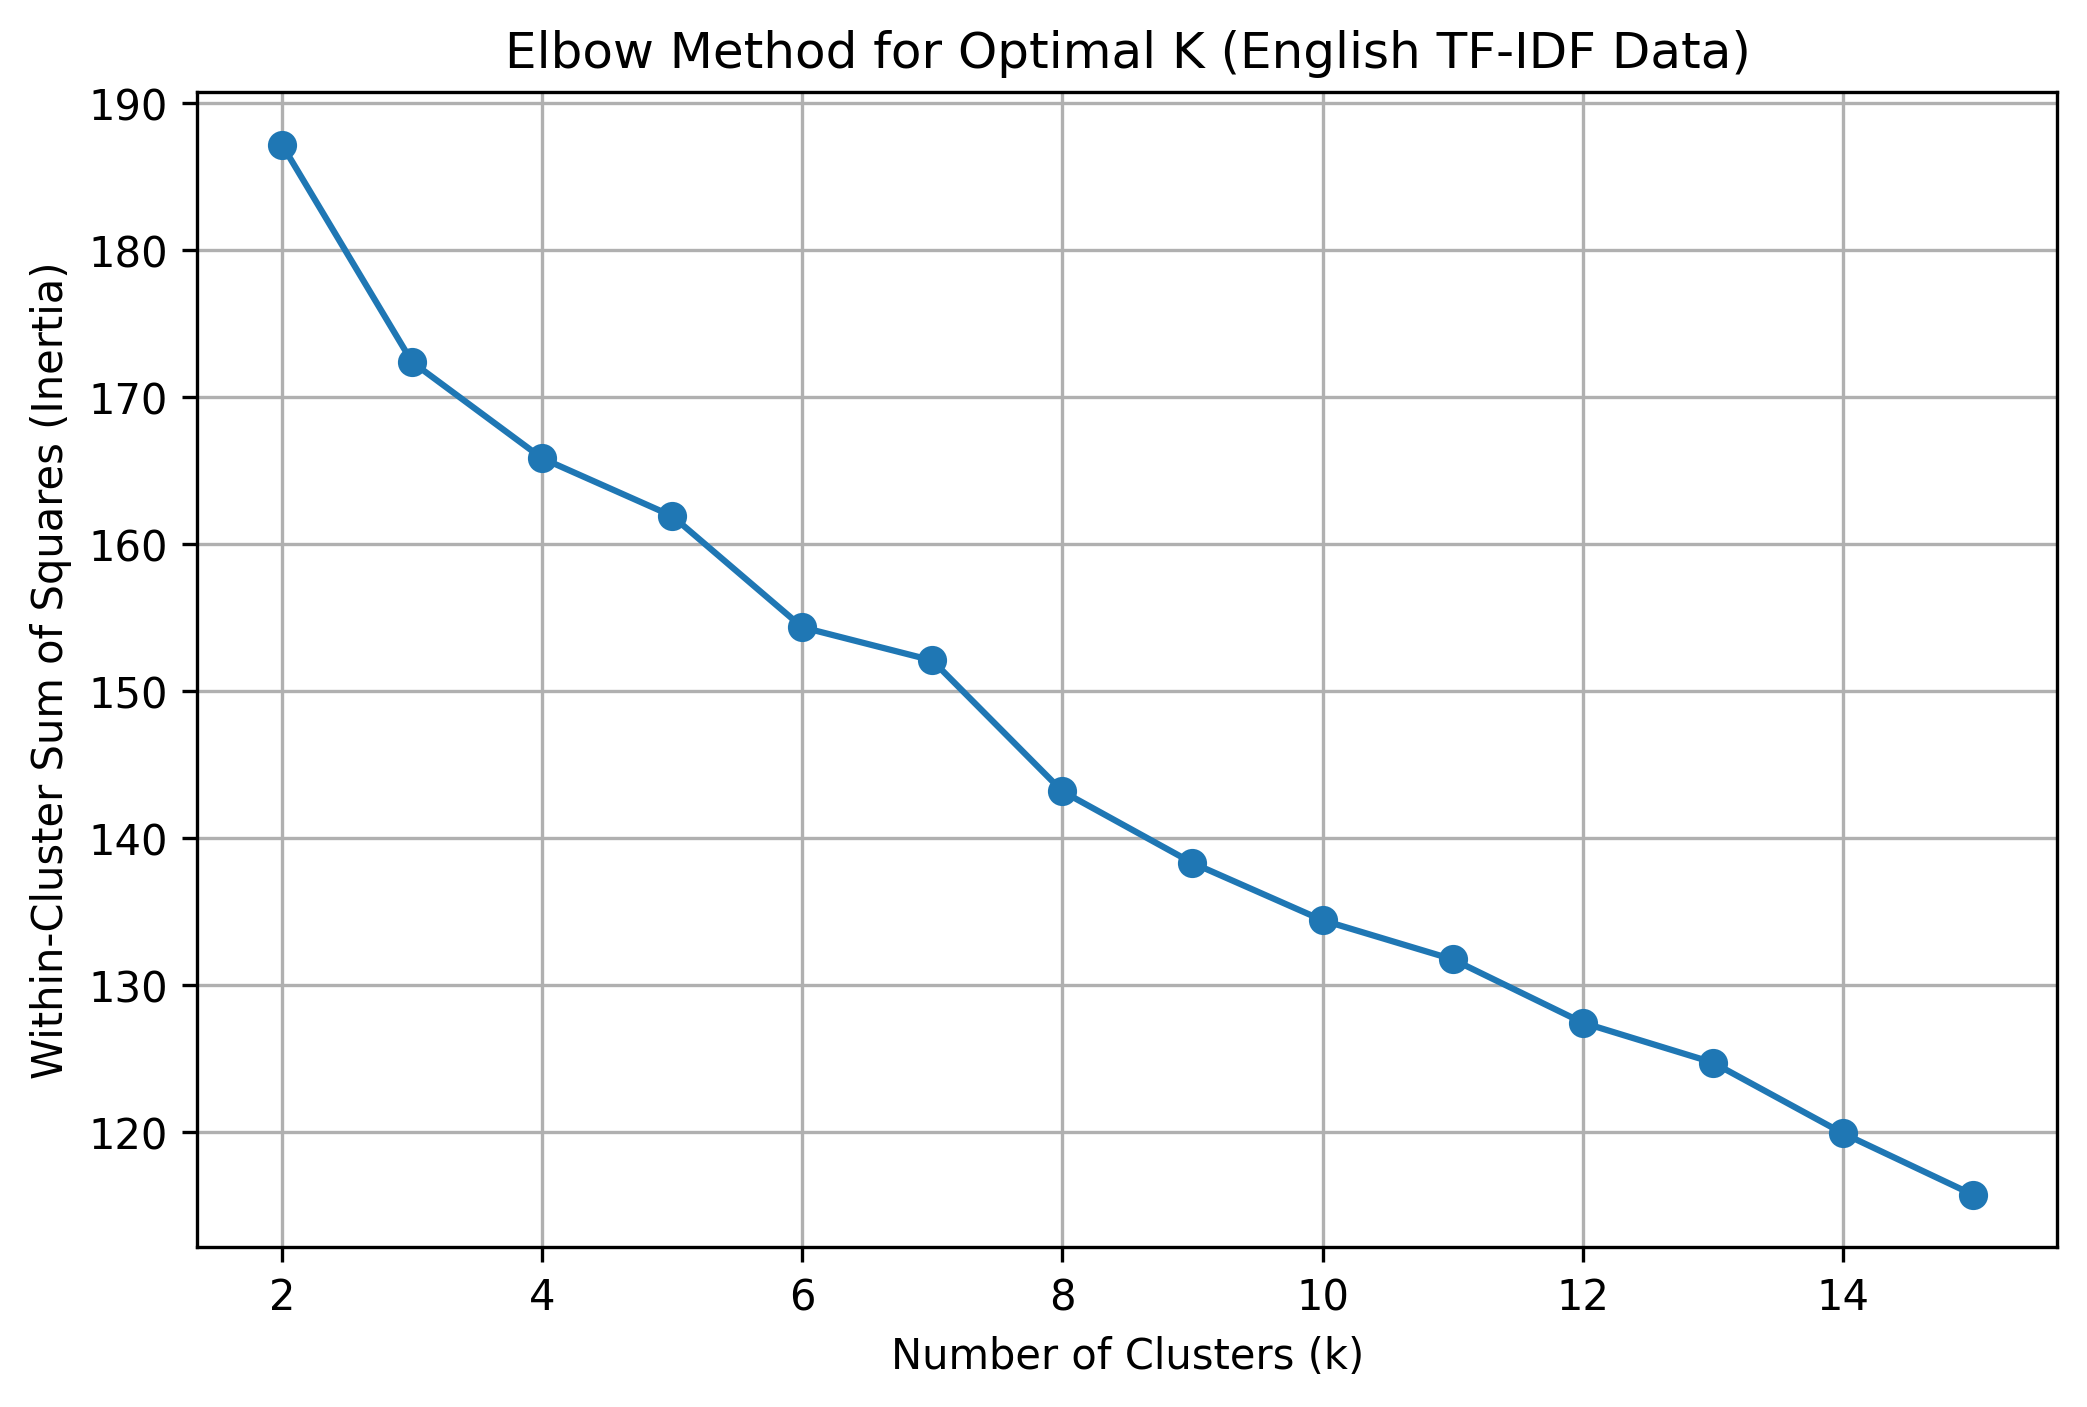 Elbow Method for Optimal K (English TF-IDF Data)
Within-Cluster Sum of Squares (Inertia)
190
180
170
160
150
140
130
120
2 4 6 8 10 12 14
Number of Clusters (k)